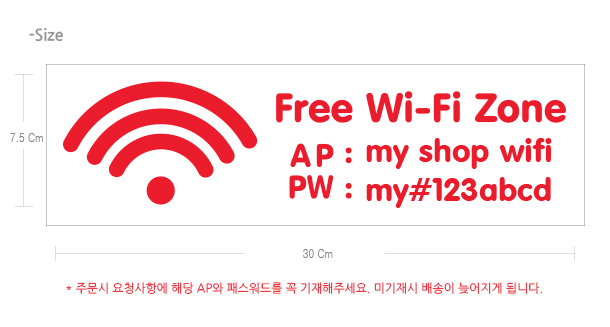 -Size
Free Wi-Fi Zone
AP : my shop wifi
7.5 Cm
PW : my#123abcd
30 Cm
* 주문시 요청사항에 해당 AP와 패스워드를 꼭 기재해주세요. 미기재시 배송이 늦어지게 됩니다.